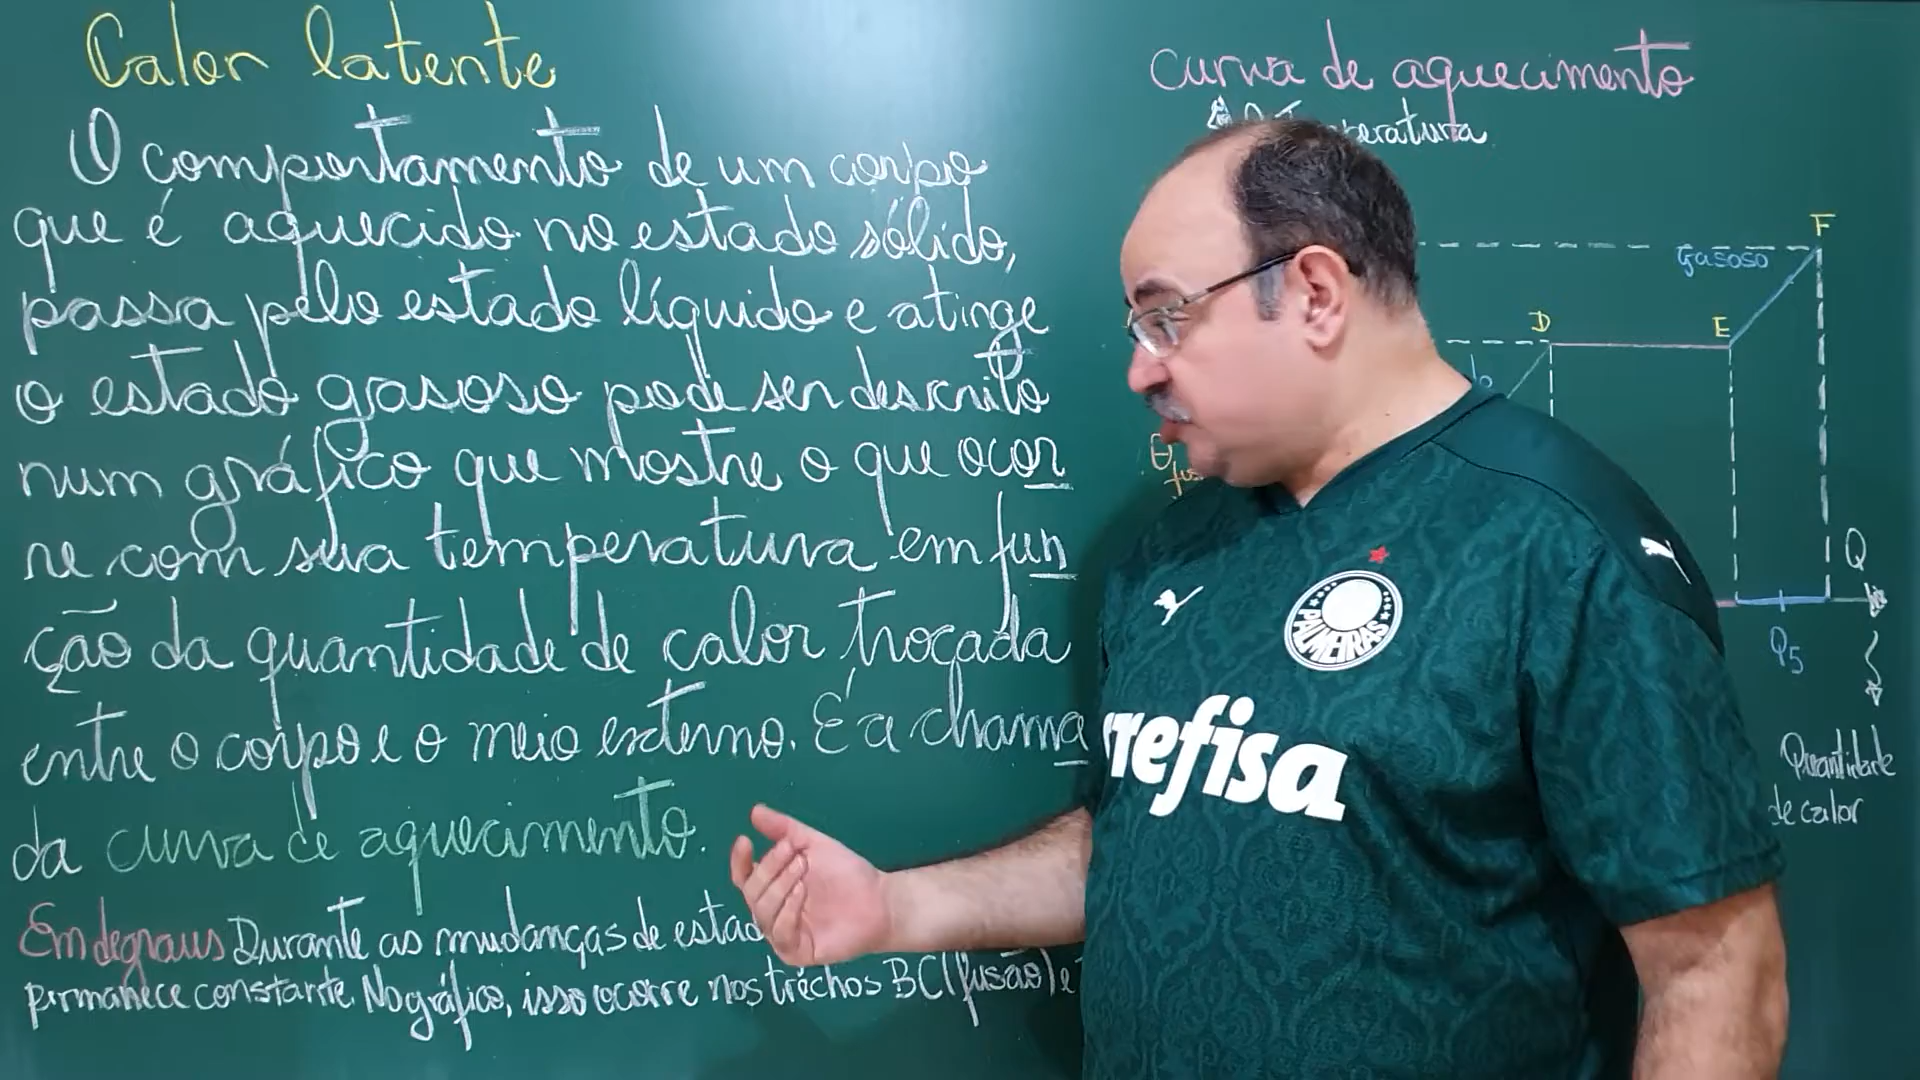 Calor latente
O comportamento de um corpo
que é aquecido no estado sólido,
passa pelo estado líquido e atinge
o estado gasoso pode ser descrito
num gráfico que mostre o que ocor
re com sua temperatura em fun
ção da quantidade de calor trocada
entre o corpo e o meio externo. É a chama
da curva de aquecimento.
Em degraus Durante as mudanças de estad
permanece constante. No gráfico, isso ocorre nos trechos BC (fusão) e
curva de aquecimento
peratura
F
gasoso
D
E
θ
fus
Q
Q5
Quantidade
de calor
PALMEIRAS
refisa